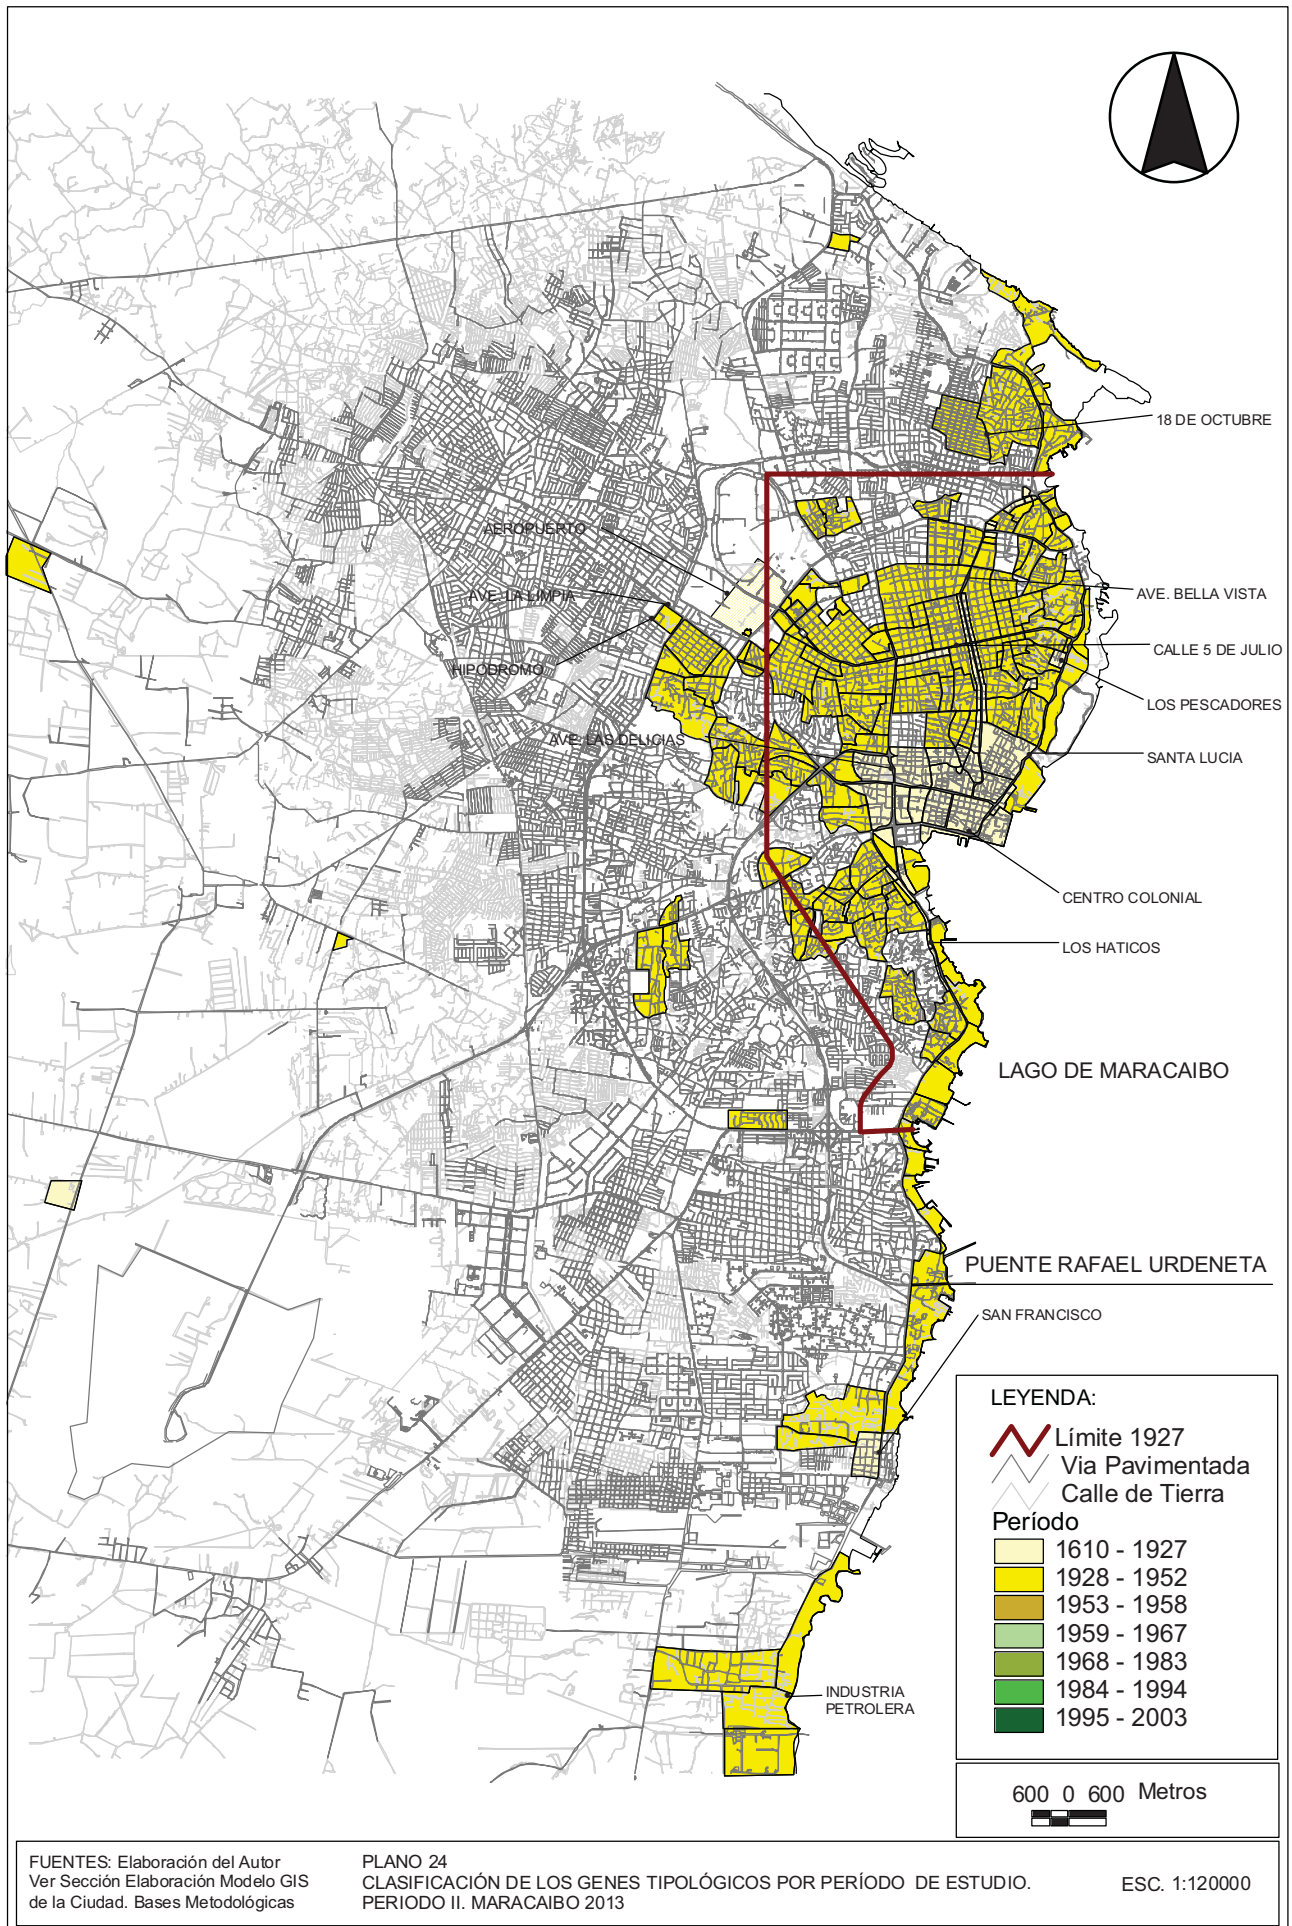 18 DE OCTUBRE
AEROPUERTO
AVE. LA LIMPIA
AVE. BELLA VISTA
HIPODROMO
CALLE 5 DE JULIO
LOS PESCADORES
AVE. LAS DELICIAS
SANTA LUCIA
CENTRO COLONIAL
LOS HATICOS
LAGO DE MARACAIBO
PUENTE RAFAEL URDENETA
SAN FRANCISCO
INDUSTRIA
PETROLERA
LEYENDA:
Límite 1927
Via Pavimentada
Calle de Tierra
Período
1610 - 1927
1928 - 1952
1953 - 1958
1959 - 1967
1968 - 1983
1984 - 1994
1995 - 2003
600 0 600 Metros
FUENTES: Elaboración del Autor
Ver Sección Elaboración Modelo GIS
de la Ciudad. Bases Metodológicas
PLANO 24
CLASIFICACIÓN DE LOS GENES TIPOLÓGICOS POR PERÍODO DE ESTUDIO.
PERIODO II. MARACAIBO 2013
ESC. 1:120000